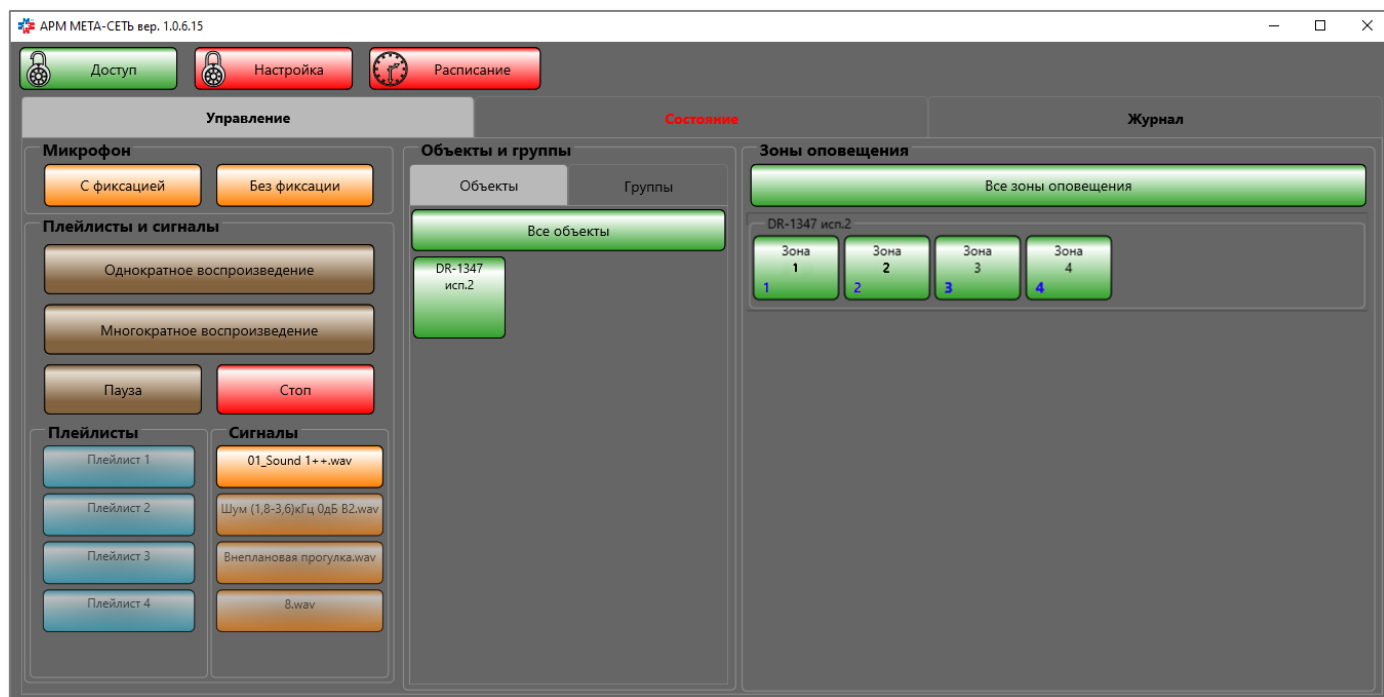 АРМ МЕТА-СЕТЬ вер. 1.0.6.15
Доступ
Настройка
Расписание
Управление
Состояние
Журнал
Микрофон
С фиксацией
Без фиксации
Плейлисты и сигналы
Однократное воспроизведение
Многократное воспроизведение
Пауза
Стоп
Плейлисты
Плейлист 1
Плейлист 2
Плейлист 3
Плейлист 4
Сигналы
01_Sound 1++.wav
Шум (1,8-3,6)кГц 0дБ В2.wav
Внеплановая прогулка.wav
8.wav
Объекты и группы
Объекты
Группы
Все объекты
DR-1347
исп.2
Зоны оповещения
Все зоны оповещения
DR-1347 исп.2
Зона
1
1
Зона
2
2
Зона
3
3
Зона
4
4